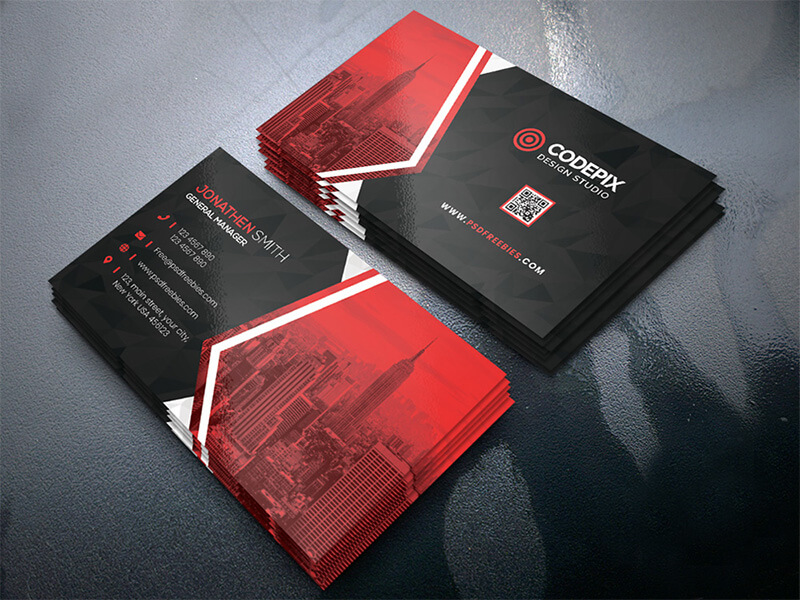 JONATHEN SMITH
GENERAL MANAGER
123 4567 890
123 4567 890
Free@psdfreebies.com
www.psdfreebies.com
123, main street, your city,
New York USA 456123
CODEPIX
DESIGN STUDIO
WWW.PSDFREEBIES.COM